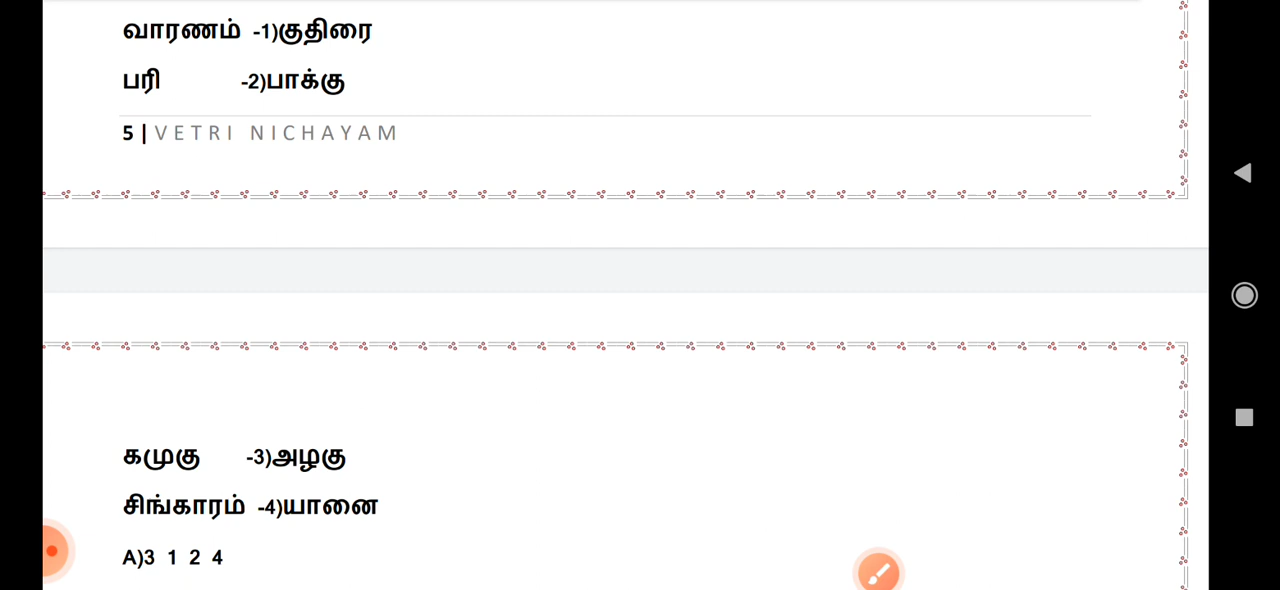 வாரணம் -1)குதிரை
பரி -2)பாக்கு
5 | VETRI NICHAYAM
கமுகு -3)அழகு
சிங்காரம் -4)யானை
A)3 1 2 4